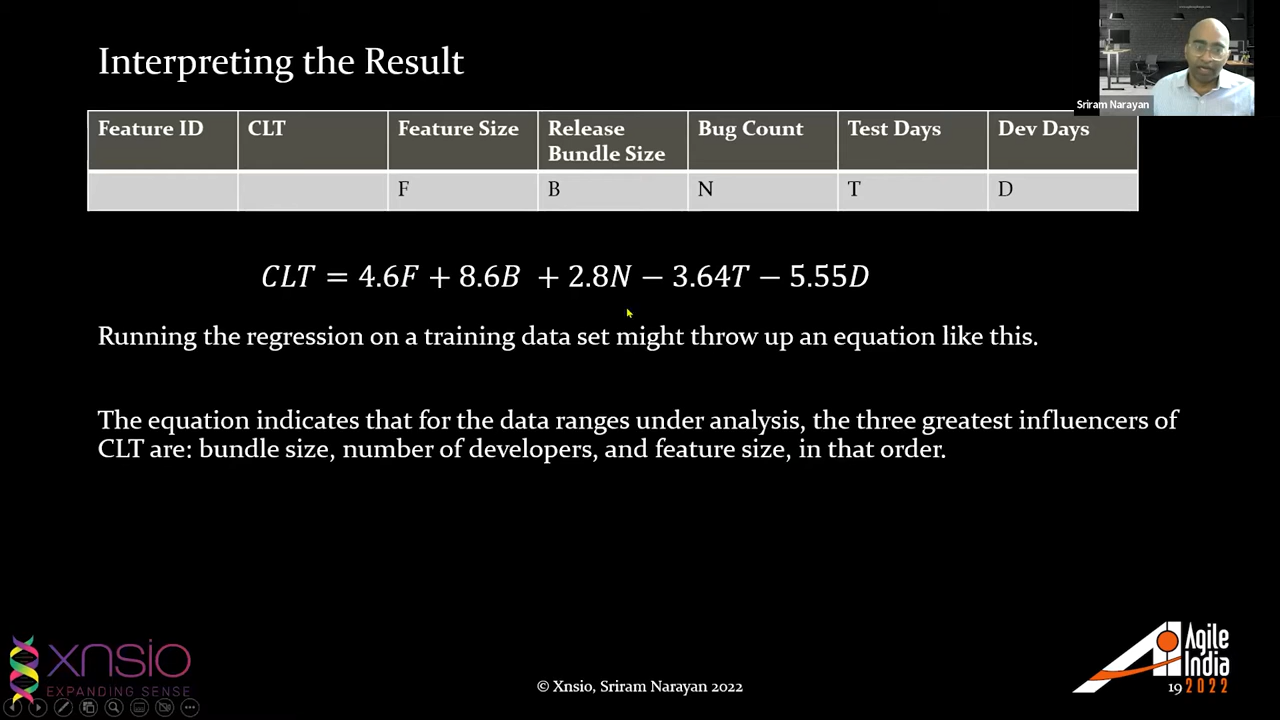 Interpreting the Result
Sriram Narayan
Feature ID CLT Feature Size Release Bundle Size Bug Count Test Days Dev Days
F B N T D
CLT = 4.6F + 8.6B + 2.8N − 3.64T − 5.55D
Running the regression on a training data set might throw up an equation like this.
The equation indicates that for the data ranges under analysis, the three greatest influencers of
CLT are: bundle size, number of developers, and feature size, in that order.
xnsio
EXPANDING SENSE
© Xnsio, Sriram Narayan 2022
Agile
India
19 2022